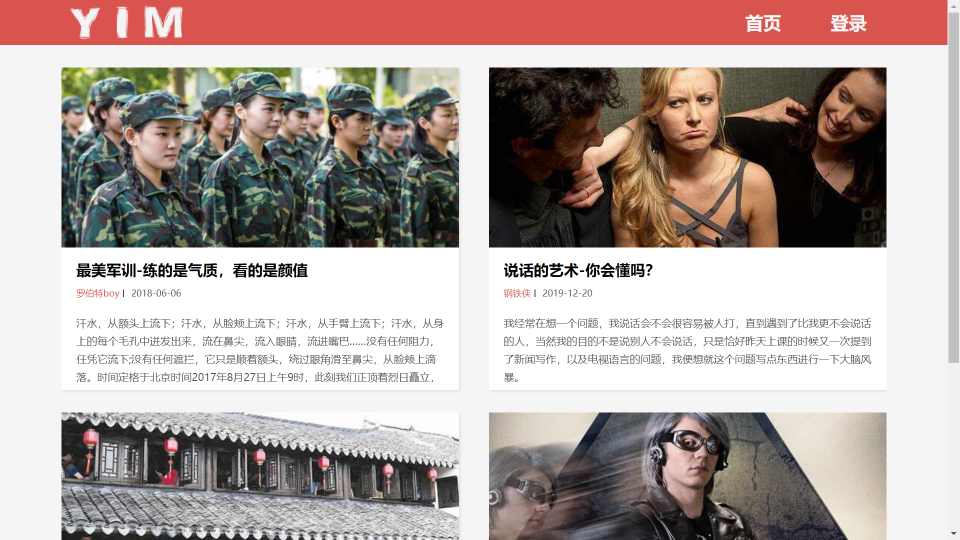 YIM
首页
登录
最美军训-练的是气质，看的是颜值
罗伯特boy | 2018-06-06
汗水，从额头上流下；汗水，从脸颊上流下；汗水，从手臂上流下；汗水，从身
上的每个毛孔中迸发出来，流在鼻尖，流入眼睛，流进嘴巴……没有任何阻力，
任凭它流下;没有任何遮拦，它只是顺着额头，绕过眼角滑至鼻尖，从脸颊上滴
落。时间定格于北京时间2017年8月27日上午9时，此刻我们正顶着烈日矗立，
说话的艺术-你会懂吗?
钢铁侠 | 2019-12-20
我经常在想一个问题，我说话会不会很容易被人打，直到遇到了比我更不会说话
的人，当然我的目的不是说别人不会说话，只是恰好昨天上课的时候又一次提到
了新闻写作，以及电视语言的问题，我便想就这个问题写点东西进行一下大脑风
暴。